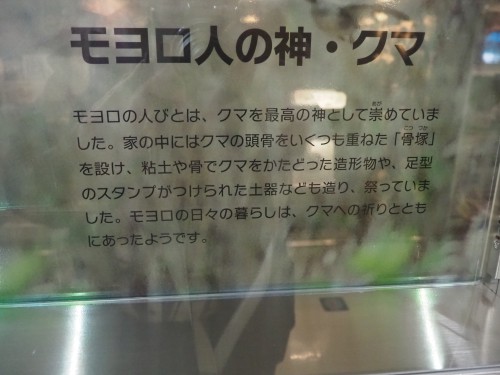 モヨロ人の神・クマ
モヨロの人びとは、クマを最高の神として崇めていま
した。家の中にはクマの頭骨をいくつも重ねた「骨塚」
を設け、粘土や骨でクマをかたどった造形物や、足型
のスタンプがつけられた土器なども造り、祭っていま
した。モヨロの日々の暮らしは、クマへの祈りととも
にあったようです。